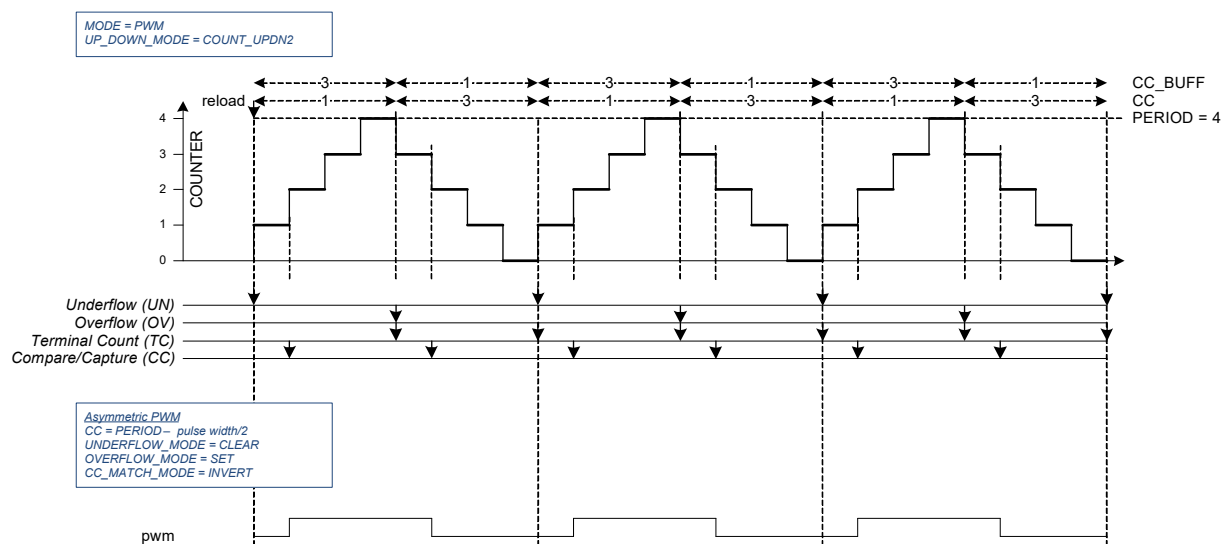 MODE = PWM
UP_DOWN_MODE = COUNT_UPDN2
3 1 3 1 3 1 CC_BUFF
reload 1 3 1 3 1 3 CC
4 PERIOD = 4
COUNTER
3
2
1
0
Underflow (UN)
Overflow (OV)
Terminal Count (TC)
Compare/Capture (CC)
Asymmetric PWM
CC = PERIOD – pulse width/2
UNDERFLOW_MODE = CLEAR
OVERFLOW_MODE = SET
CC_MATCH_MODE = INVERT
pwm